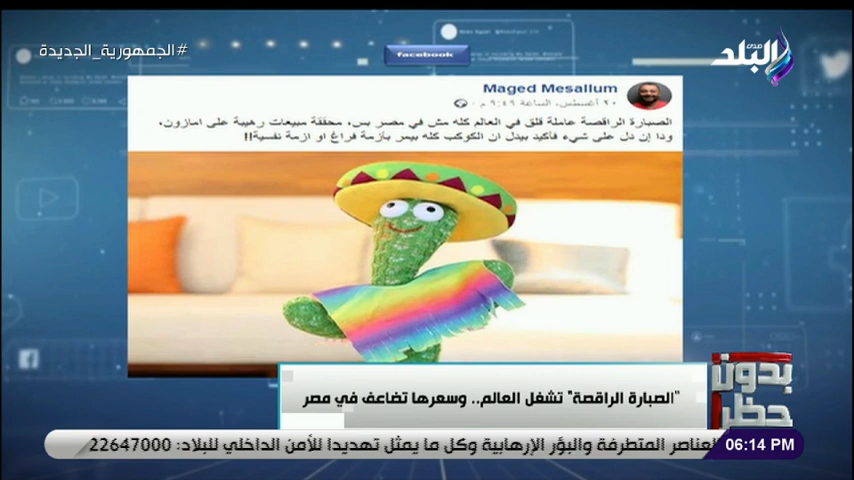 #الجمهورية_الجديدة
facebook
صدى البلد
Maged Mesallum
٢٠ أغسطس، الساعة ٩:٤٩ م
الصبارة الراقصة عاملة قلق في العالم كله مش في مصر بس، محققة مبيعات رهيبة على امازون،
ودا إن دل على شيء فأكيد بيدل ان الكوكب كله بيمر بأزمة فراغ او ازمة نفسية!!
"الصبارة الراقصة" تشغل العالم.. وسعرها تضاعف في مصر
بدون
حظر
العناصر المتطرفة والبؤر الإرهابية وكل ما يمثل تهديدا للأمن الداخلي للبلاد: 22647000
06:14 PM